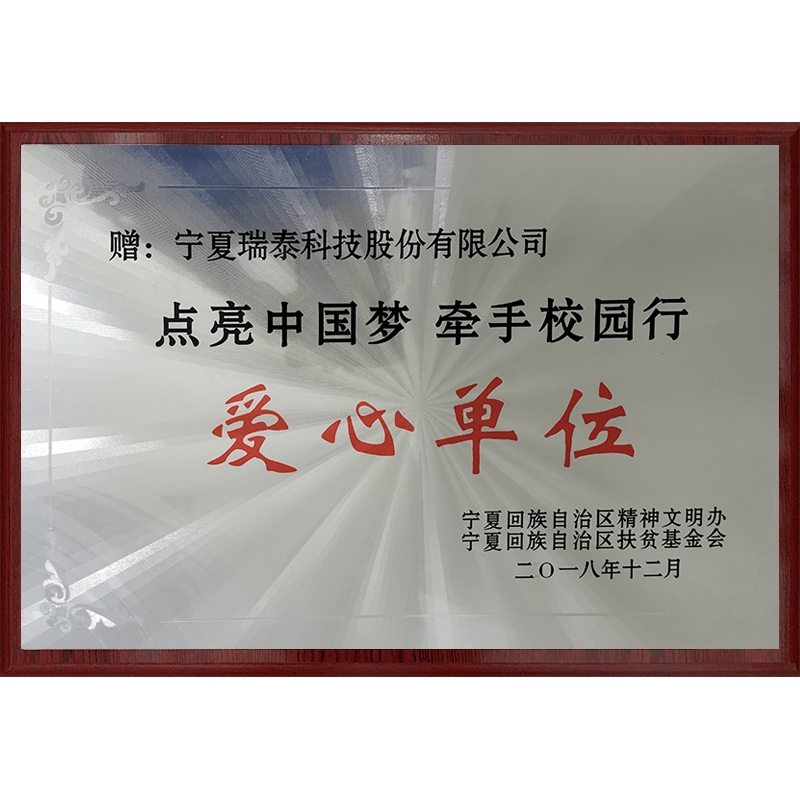 赠：宁夏瑞泰科技股份有限公司
点亮中国梦 牵手校园行
爱心单位
宁夏回族自治区精神文明办
宁夏回族自治区扶贫基金会
二〇一八年十二月